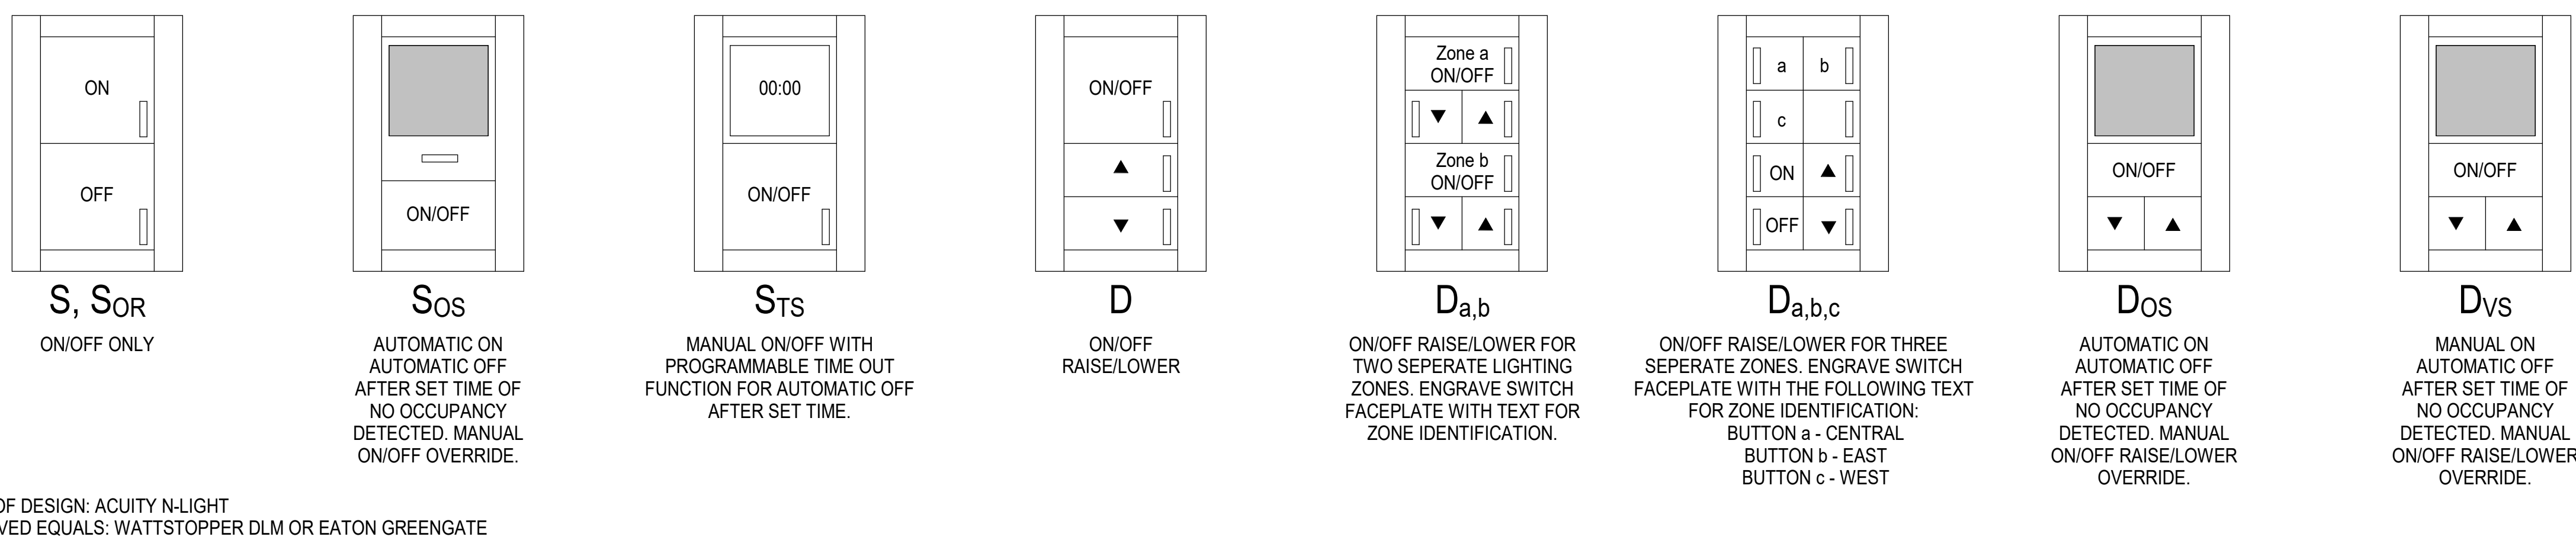 ON
OFF
S, SOR
ON/OFF ONLY
ON/OFF
SOS
AUTOMATIC ON
AUTOMATIC OFF
AFTER SET TIME OF
NO OCCUPANCY
DETECTED. MANUAL
ON/OFF OVERRIDE.
00:00
ON/OFF
STS
MANUAL ON/OFF WITH
PROGRAMMABLE TIME OUT
FUNCTION FOR AUTOMATIC OFF
AFTER SET TIME.
ON/OFF
▲
▼
D
ON/OFF
RAISE/LOWER
Zone a
ON/OFF
▼ ▲
Zone b
ON/OFF
▼ ▲
Da,b
ON/OFF RAISE/LOWER FOR
TWO SEPERATE LIGHTING
ZONES. ENGRAVE SWITCH
FACEPLATE WITH TEXT FOR
ZONE IDENTIFICATION.
a b
c
ON ▲
OFF ▼
Da,b,c
ON/OFF RAISE/LOWER FOR THREE
SEPERATE ZONES. ENGRAVE SWITCH
FACEPLATE WITH THE FOLLOWING TEXT
FOR ZONE IDENTIFICATION:
BUTTON a - CENTRAL
BUTTON b - EAST
BUTTON c - WEST
ON/OFF
▼ ▲
DOS
AUTOMATIC ON
AUTOMATIC OFF
AFTER SET TIME OF
NO OCCUPANCY
DETECTED. MANUAL
ON/OFF RAISE/LOWER
OVERRIDE.
ON/OFF
▼ ▲
DVS
MANUAL ON
AUTOMATIC OFF
AFTER SET TIME OF
NO OCCUPANCY
DETECTED. MANUAL
ON/OFF RAISE/LOWER
OVERRIDE.
OF DESIGN: ACUITY N-LIGHT
VED EQUALS: WATTSTOPPER DLM OR EATON GREENGATE